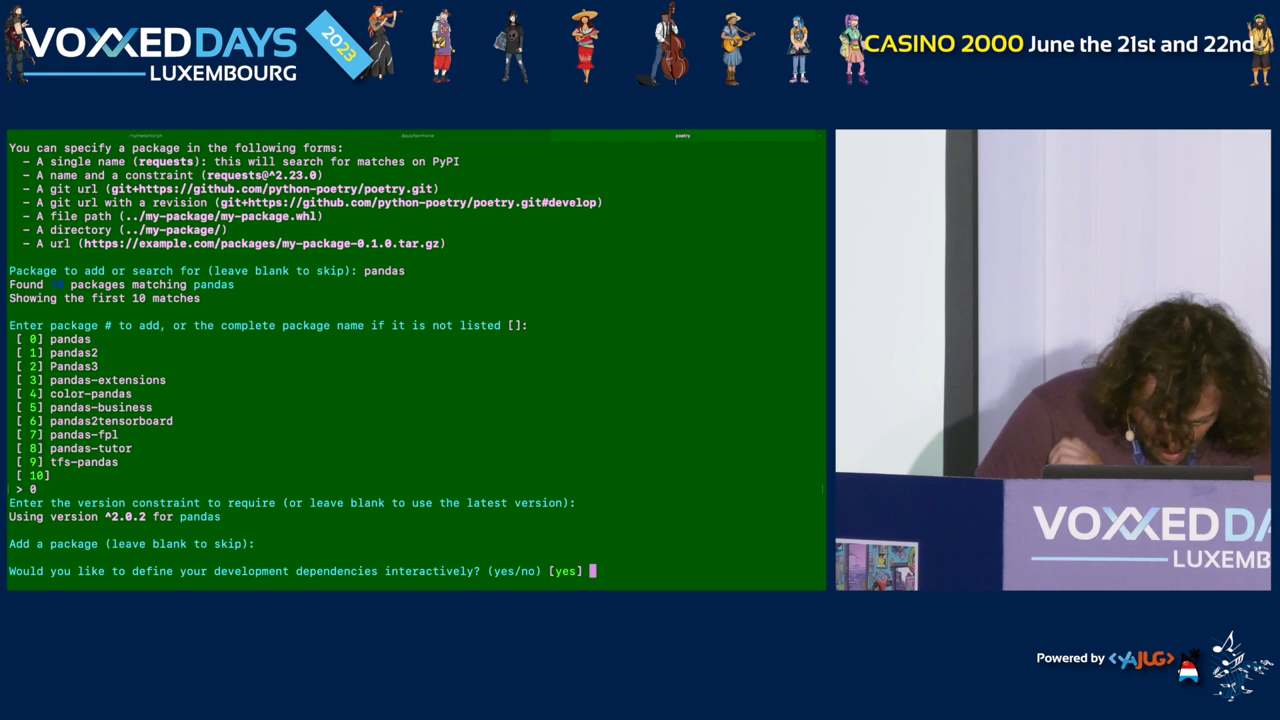 VOXXED DAYS
LUXEMBOURG
2023
CASINO 2000 June the 21st and 22nd
poetry
You can specify a package in the following forms:
- A single name (requests): this will search for matches on PyPI
- A name and a constraint (requests@^2.23.0)
- A git url (git+https://github.com/python-poetry/poetry.git)
- A git url with a revision (git+https://github.com/python-poetry/poetry.git#develop)
- A file path (../my-package/my-package.whl)
- A directory (../my-package/)
- A url (https://example.com/packages/my-package-0.1.0.tar.gz)
Package to add or search for (leave blank to skip): pandas
Found packages matching pandas
Showing the first 10 matches
Enter package # to add, or the complete package name if it is not listed []:
[ 0] pandas
[ 1] pandas2
[ 2] Pandas3
[ 3] pandas-extensions
[ 4] color-pandas
[ 5] pandas-business
[ 6] pandas2tensorboard
[ 7] pandas-fpl
[ 8] pandas-tutor
[ 9] tfs-pandas
[ 10]
> 0
Enter the version constraint to require (or leave blank to use the latest version):
Using version ^2.0.2 for pandas
Add a package (leave blank to skip):
Would you like to define your development dependencies interactively? (yes/no) [yes]
VOXXED DA
LUXEMB
Powered by <YAJUG>